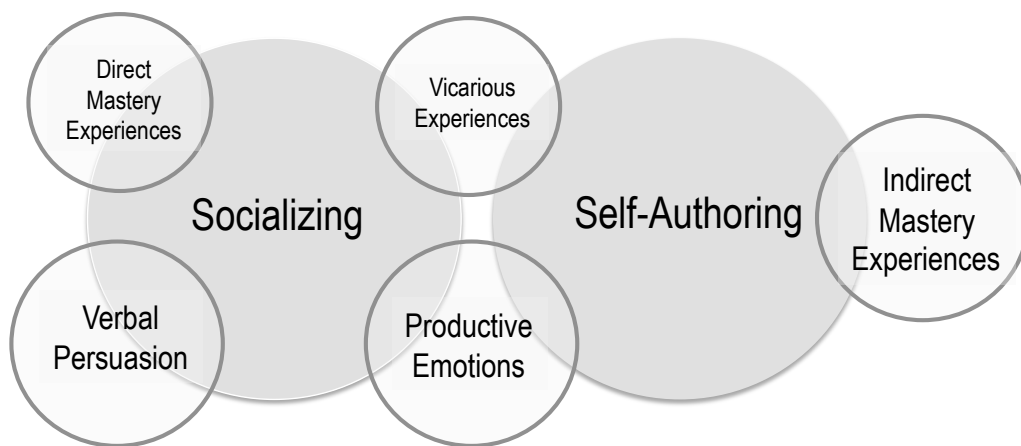 Direct
Mastery
Experiences
Vicarious
Experiences
Socializing
Self-Authoring
Indirect
Mastery
Experiences
Verbal
Persuasion
Productive
Emotions